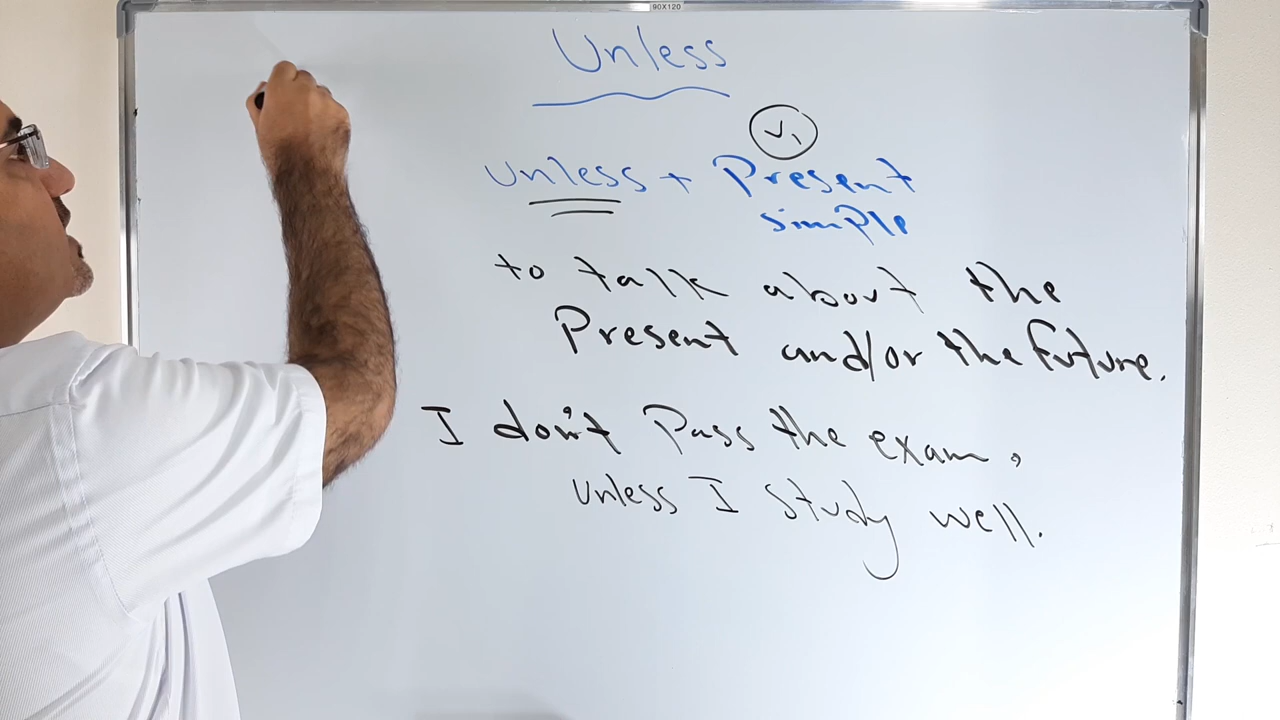 90X120
Unless
V1
unless + Present
simple
to talk about the
Present and/or the future.
I don't Pass the exam,
unless I study well.